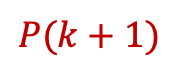 P(k + 1)